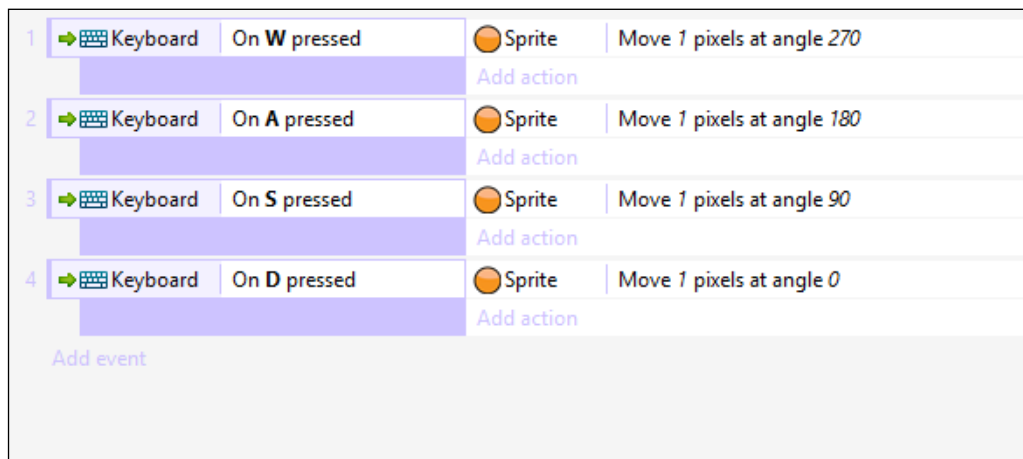 1 Keyboard On W pressed Sprite Move 1 pixels at angle 270
Add action
2 Keyboard On A pressed Sprite Move 1 pixels at angle 180
Add action
3 Keyboard On S pressed Sprite Move 1 pixels at angle 90
Add action
4 Keyboard On D pressed Sprite Move 1 pixels at angle 0
Add action
Add event